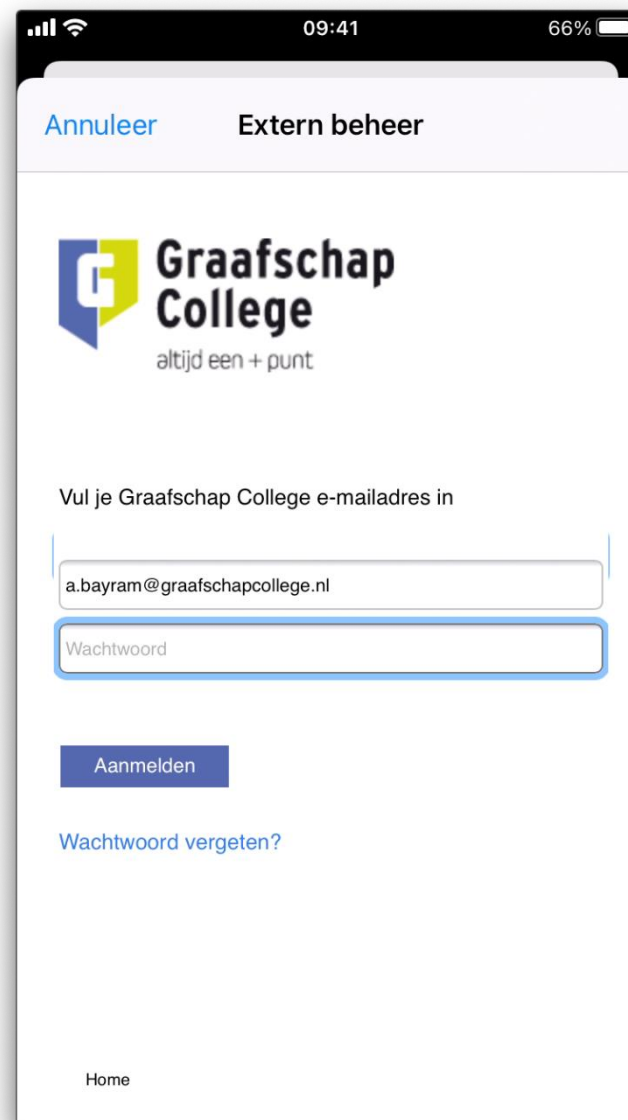 09:41
66%
Annuleer
Extern beheer
G
Graafschap
College
altijd een + punt
Vul je Graafschap College e-mailadres in
a.bayram@graafschapcollege.nl
Wachtwoord
Aanmelden
Wachtwoord vergeten?
Home